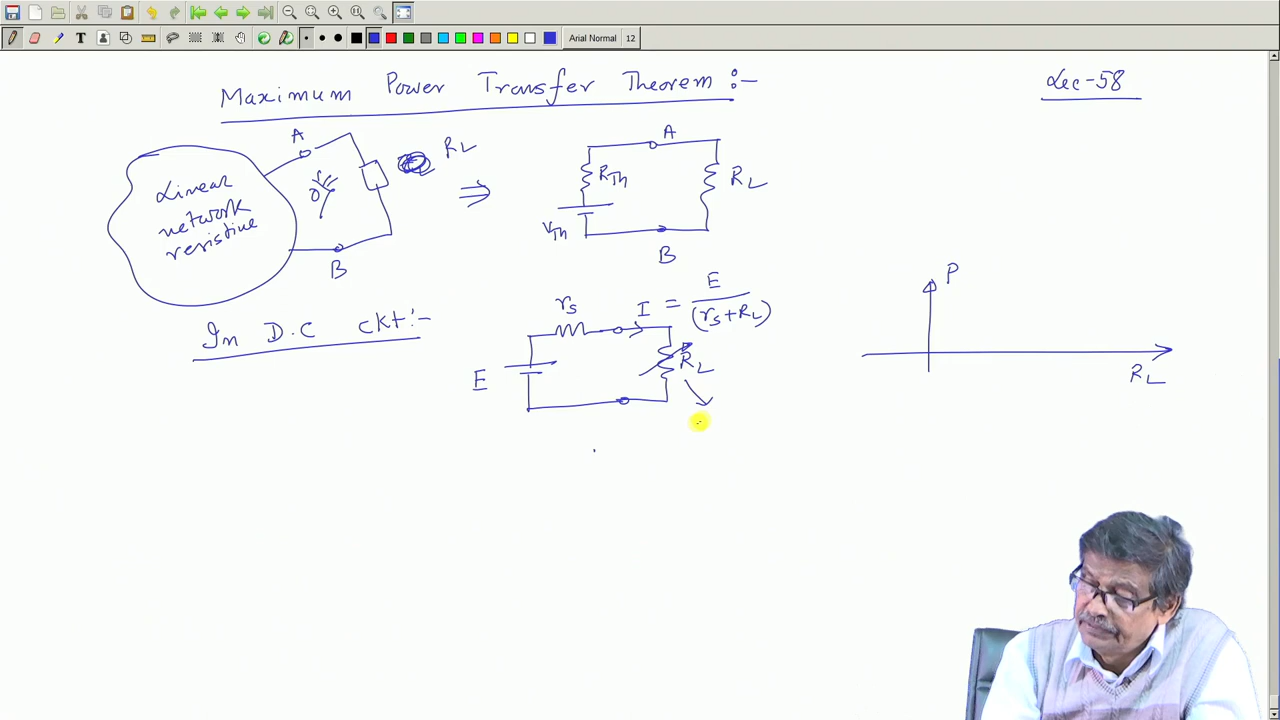 Arial Normal 12
Maximum Power Transfer Theorem :-
Lec-58
A
RL
Linear
network
resistive
B
⇒
A
RTh
RL
VTh
B
In D.C ckt :-
rs
I = E / (rs+RL)
E
RL
P
RL